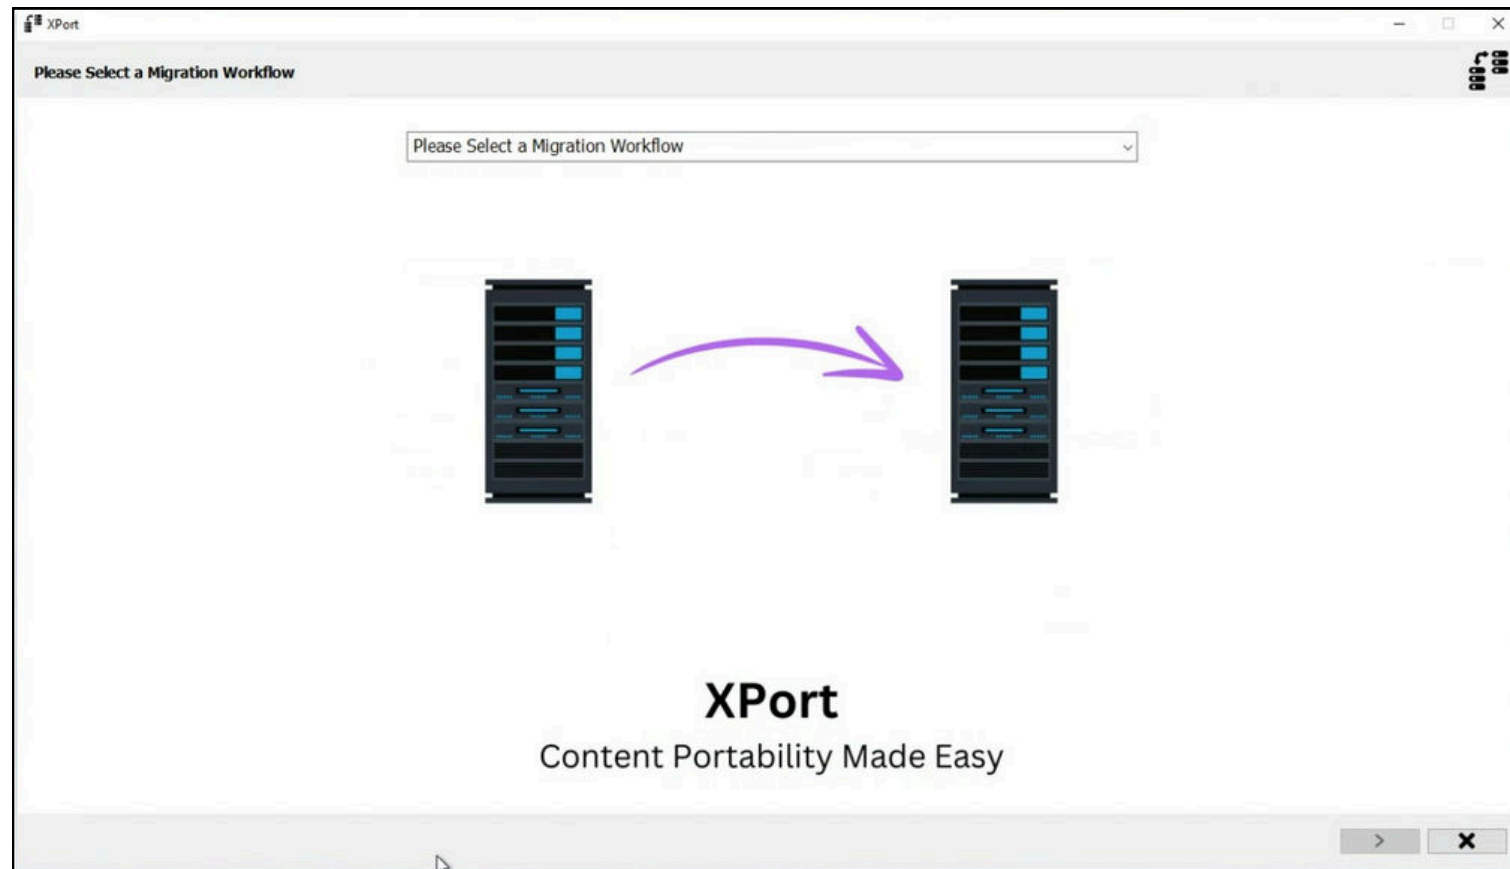 XPort
Please Select a Migration Workflow
Please Select a Migration Workflow
XPort
Content Portability Made Easy